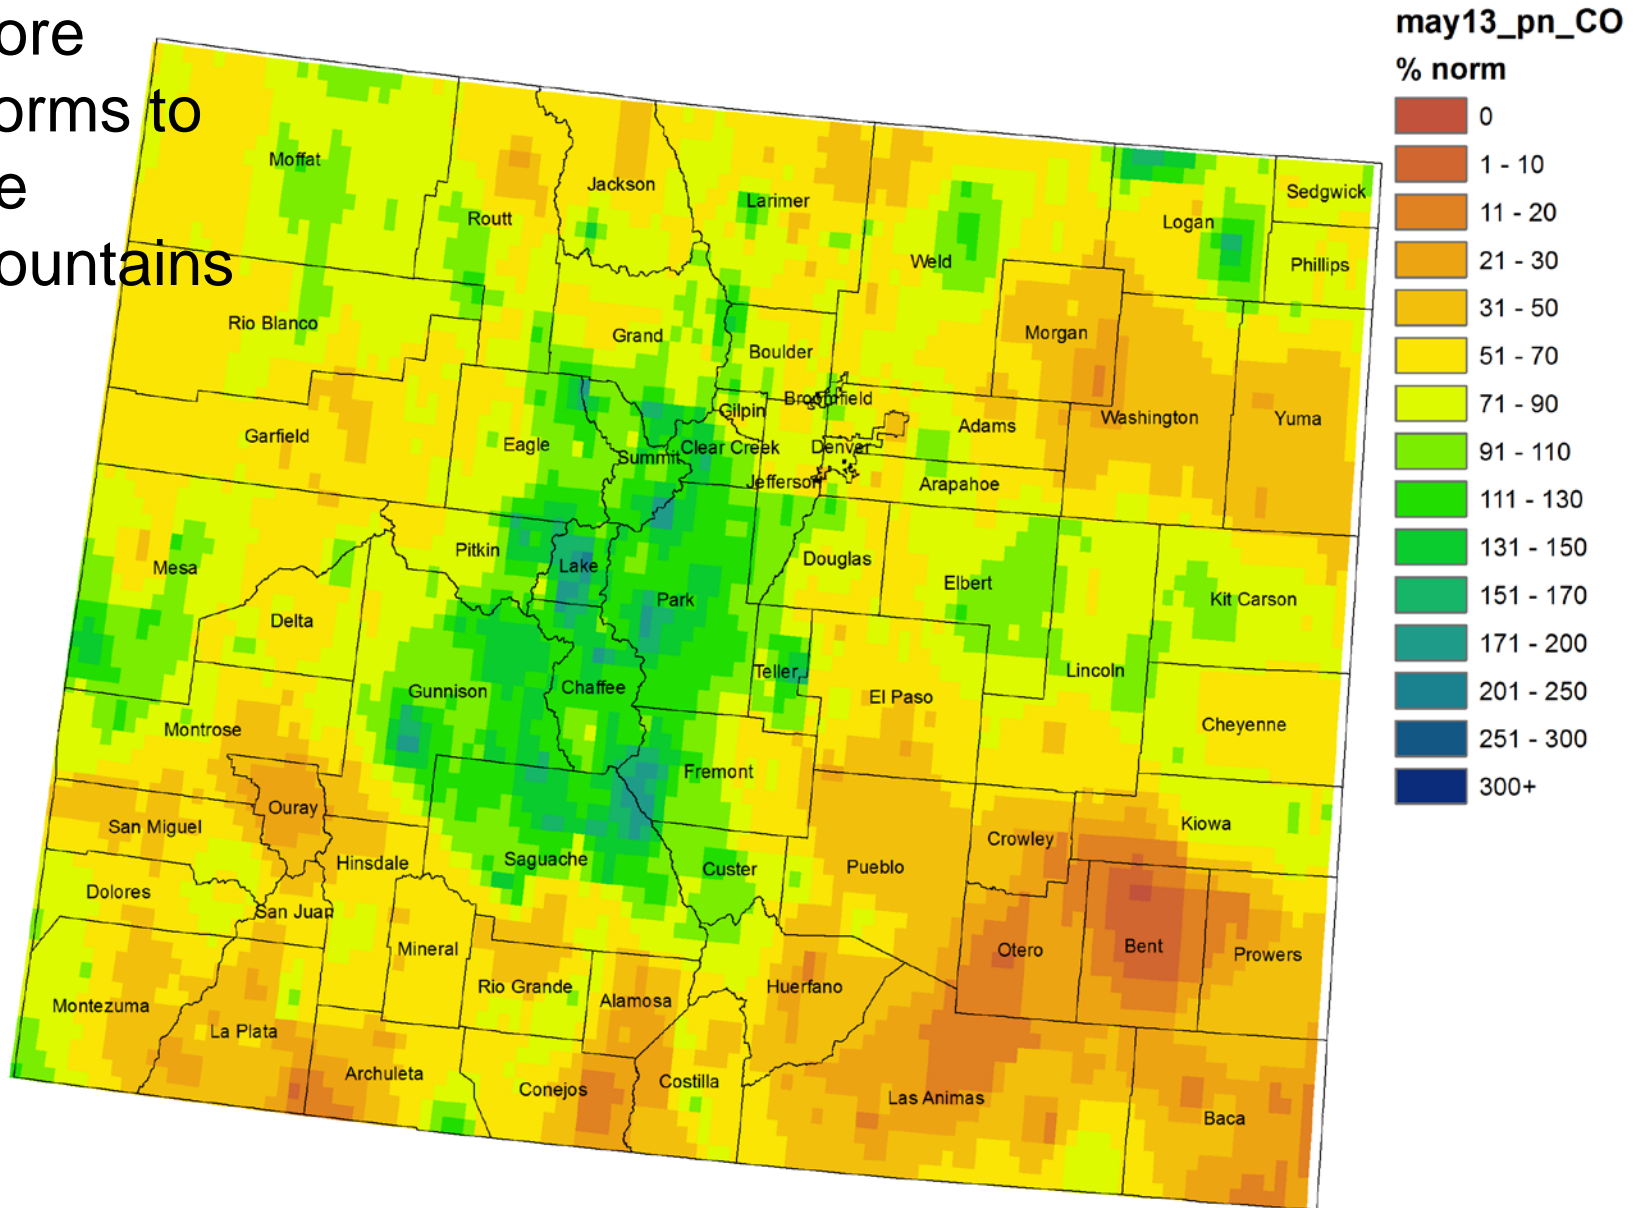 ore
orms to
e
ountains
may13_pn_CO
% norm
0
1 - 10
11 - 20
21 - 30
31 - 50
51 - 70
71 - 90
91 - 110
111 - 130
131 - 150
151 - 170
171 - 200
201 - 250
251 - 300
300+
Moffat
Routt
Jackson
Larimer
Weld
Logan
Sedgwick
Phillips
Rio Blanco
Grand
Boulder
Morgan
Broomfield
Gilpin
Washington
Yuma
Garfield
Eagle
Summit
Clear Creek
Denver
Adams
Jefferson
Arapahoe
Mesa
Pitkin
Lake
Park
Douglas
Elbert
Kit Carson
Delta
Gunnison
Chaffee
Teller
El Paso
Lincoln
Cheyenne
Montrose
Fremont
Ouray
San Miguel
Hinsdale
Saguache
Custer
Pueblo
Crowley
Kiowa
Dolores
San Juan
Mineral
Rio Grande
Alamosa
Huerfano
Otero
Bent
Prowers
Montezuma
La Plata
Archuleta
Conejos
Costilla
Las Animas
Baca